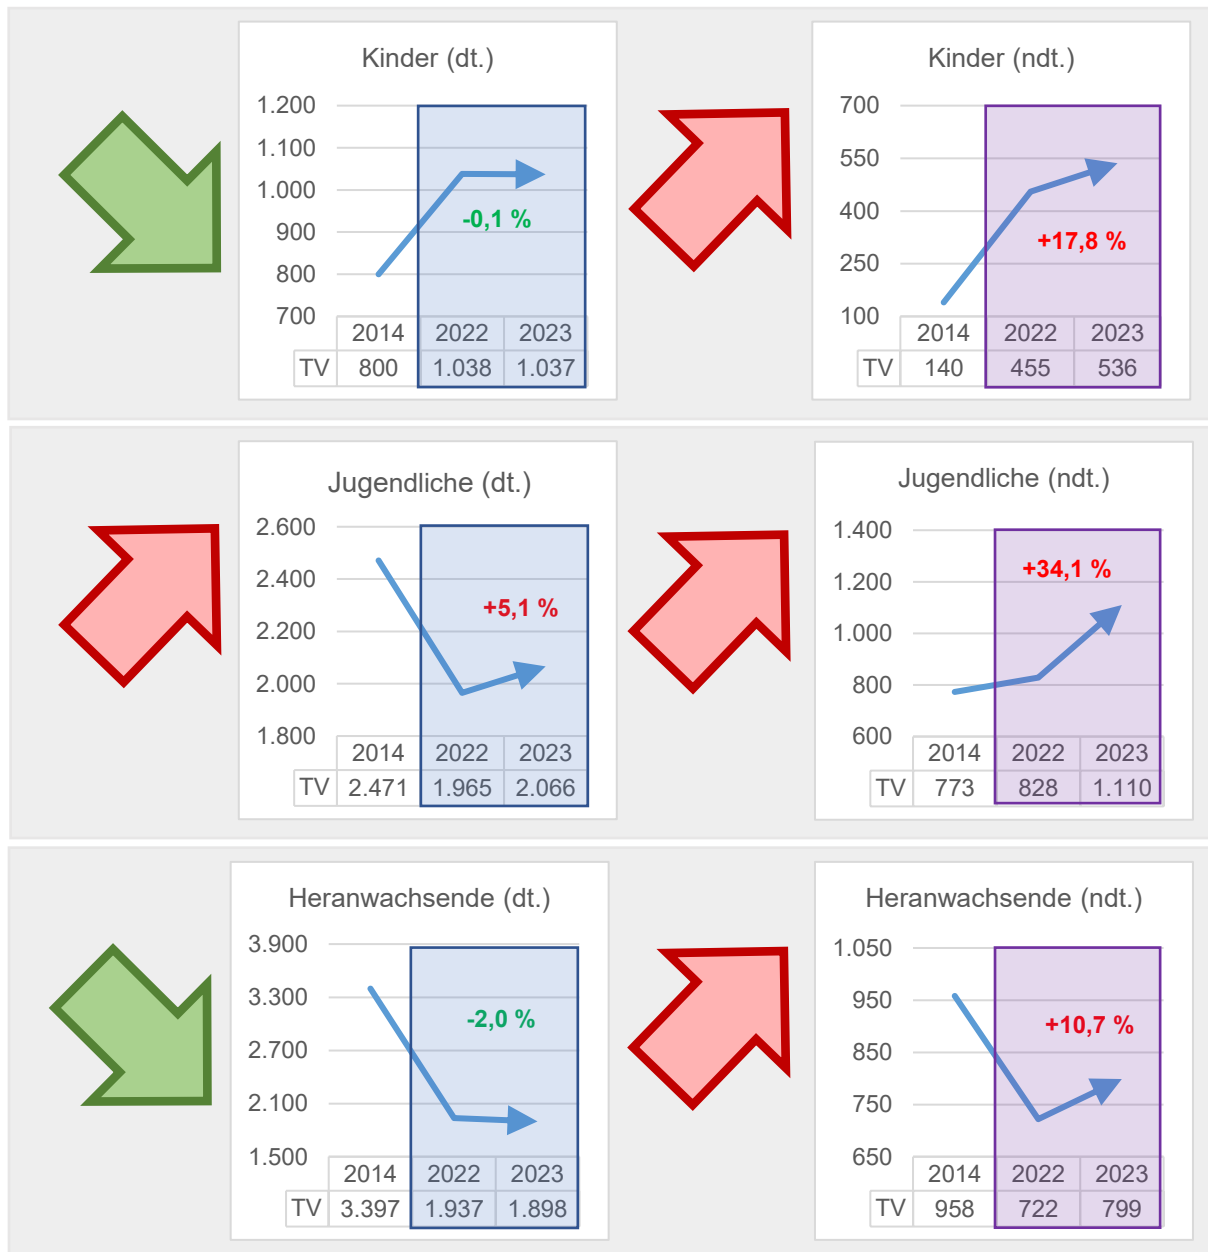 Kinder (dt.)
1.200
1.100
1.000
900
800
700
-0,1 %
2014 2022 2023
TV 800 1.038 1.037
Kinder (ndt.)
700
550
400
250
100
+17,8 %
2014 2022 2023
TV 140 455 536
Jugendliche (dt.)
2.600
2.400
2.200
2.000
1.800
+5,1 %
2014 2022 2023
TV 2.471 1.965 2.066
Jugendliche (ndt.)
1.400
1.200
1.000
800
600
+34,1 %
2014 2022 2023
TV 773 828 1.110
Heranwachsende (dt.)
3.900
3.300
2.700
2.100
1.500
-2,0 %
2014 2022 2023
TV 3.397 1.937 1.898
Heranwachsende (ndt.)
1.050
950
850
750
650
+10,7 %
2014 2022 2023
TV 958 722 799